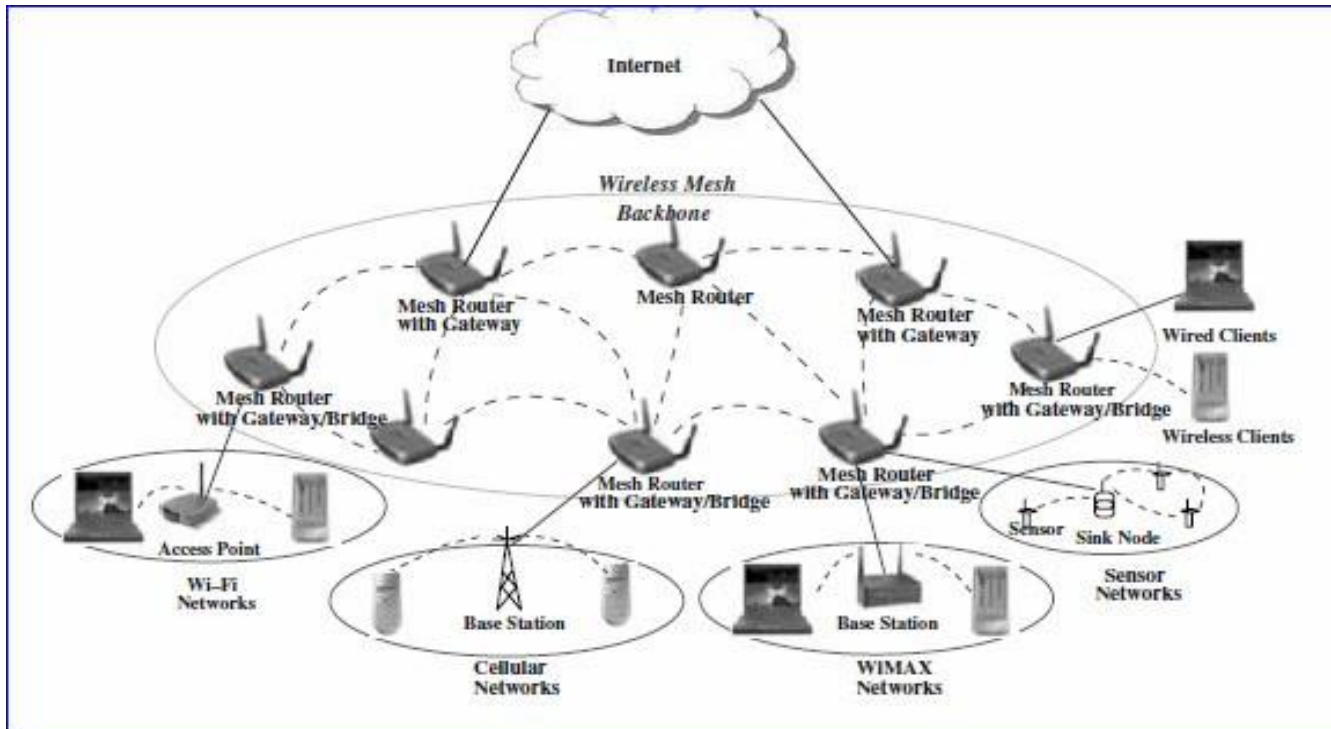 Internet
Wireless Mesh
Backbone
Mesh Router
with Gateway
Mesh Router
Mesh Router
with Gateway
Wired Clients
Mesh Router
with Gateway/Bridge
Mesh Router
with Gateway/Bridge
Wireless Clients
Mesh Router
with Gateway/Bridge
Mesh Router
with Gateway/Bridge
Access Point
Wi-Fi
Networks
Sensor
Sink Node
Sensor
Networks
Base Station
Cellular
Networks
Base Station
WiMAX
Networks